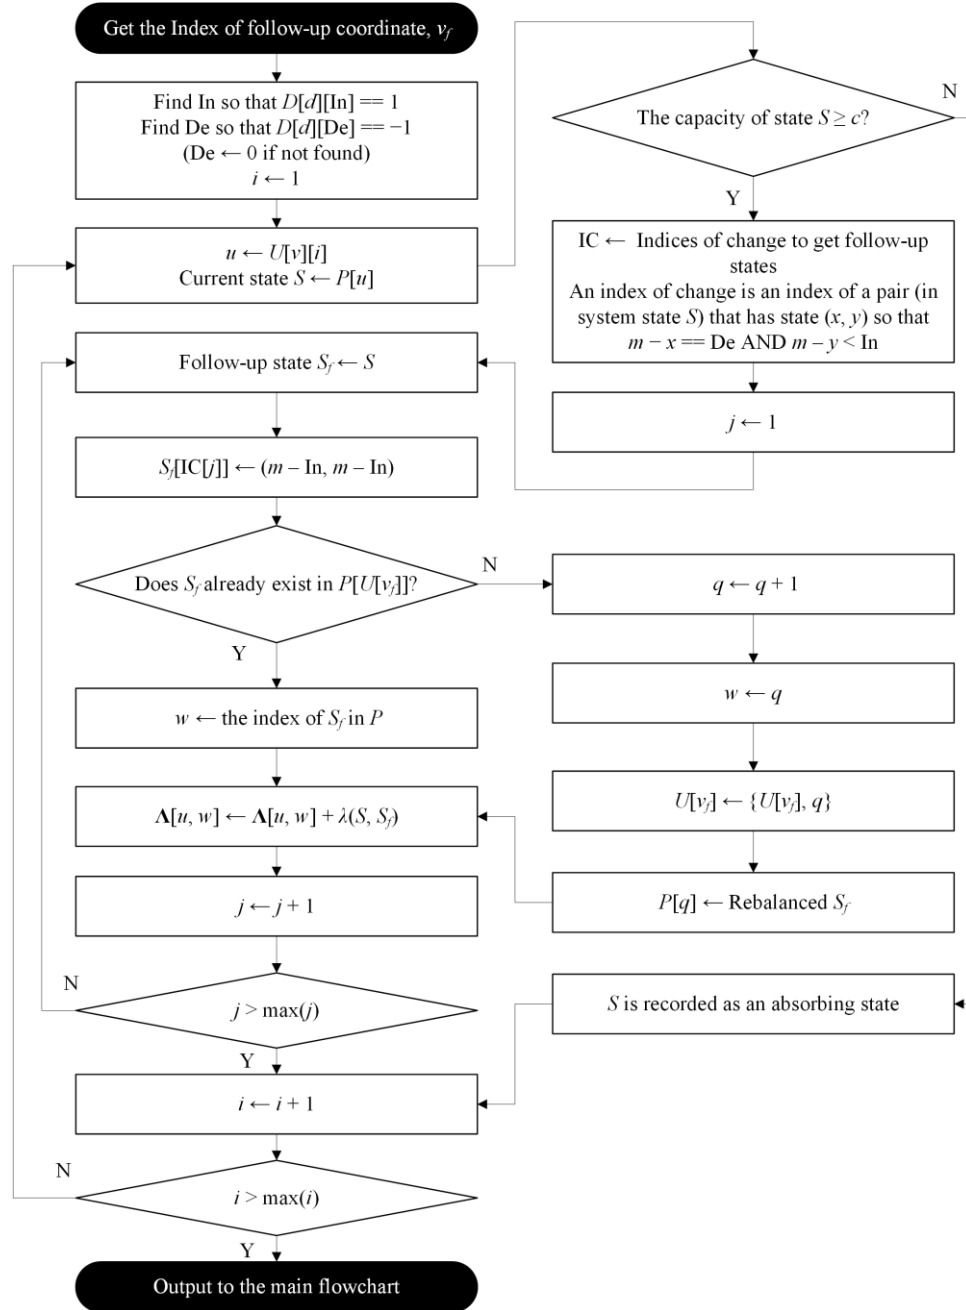 Get the Index of follow-up coordinate, v_f
Find In so that D[d][In] == 1
Find De so that D[d][De] == −1
(De ← 0 if not found)
i ← 1
u ← U[v][i]
Current state S ← P[u]
The capacity of state S ≥ c?
N
Y
IC ← Indices of change to get follow-up
states
An index of change is an index of a pair (in
system state S) that has state (x, y) so that
m − x == De AND m – y < In
j ← 1
Follow-up state S_f ← S
S_f[IC[j]] ← (m – In, m – In)
Does S_f already exist in P[U[v_f]]?
N
Y
q ← q + 1
w ← q
U[v_f] ← {U[v_f], q}
P[q] ← Rebalanced S_f
w ← the index of S_f in P
Λ[u, w] ← Λ[u, w] + λ(S, S_f)
j ← j + 1
j > max(j)
N
Y
S is recorded as an absorbing state
i ← i + 1
i > max(i)
N
Y
Output to the main flowchart